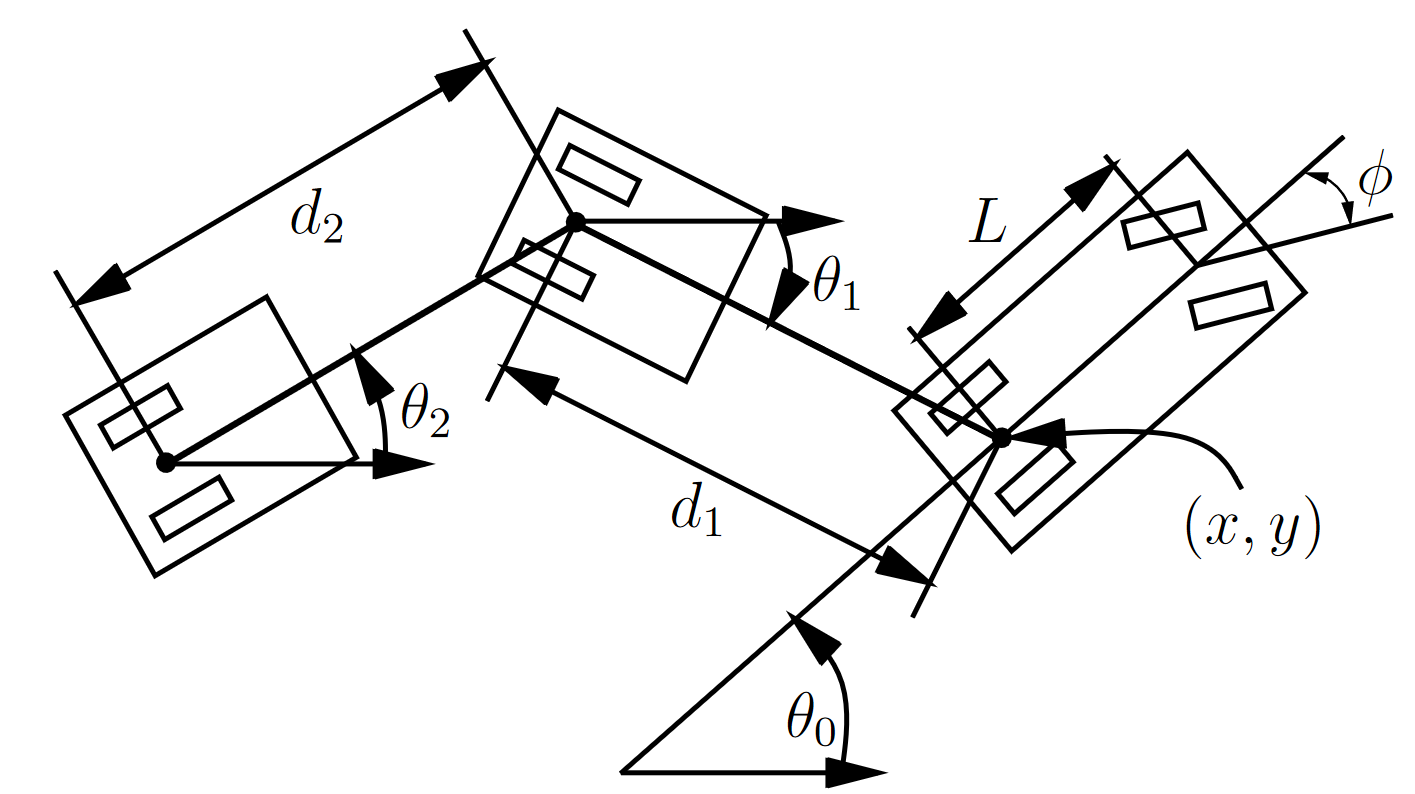 d₂
L
ϕ
θ₁
θ₂
d₁
(x, y)
θ₀